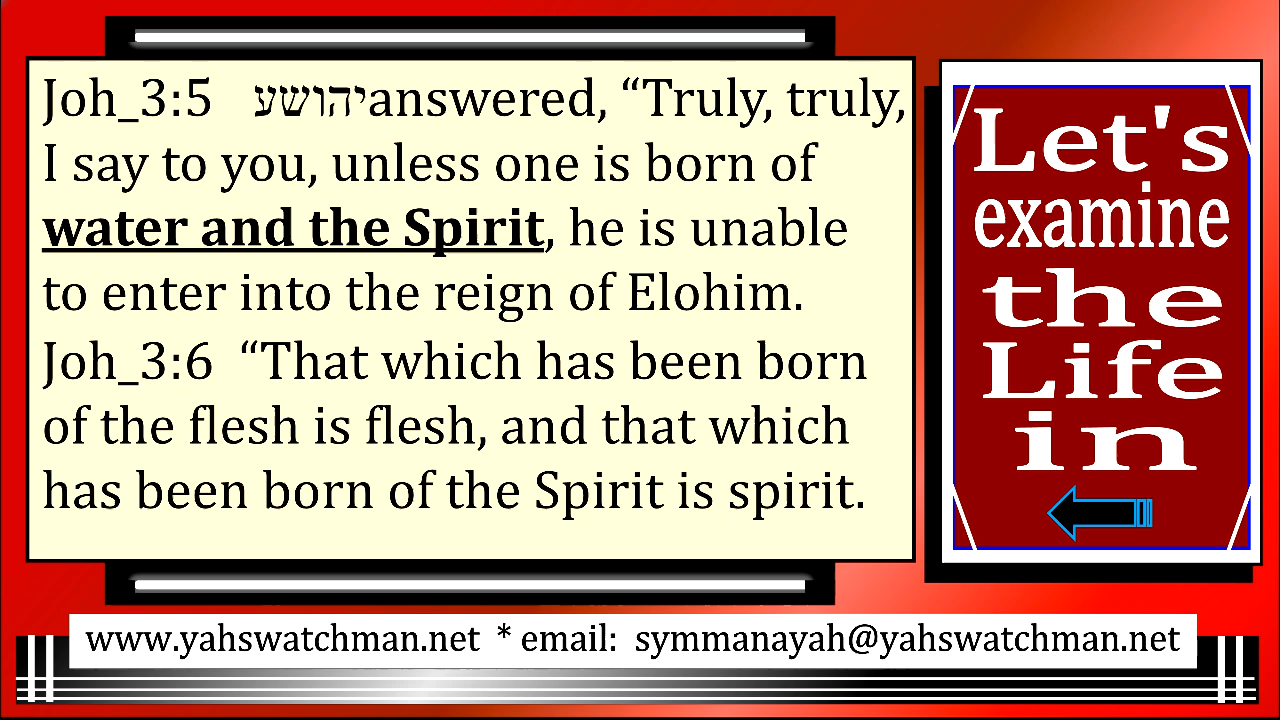 Joh_3:5 יהושעanswered, “Truly, truly,
I say to you, unless one is born of
water and the Spirit, he is unable
to enter into the reign of Elohim.
Joh_3:6 “That which has been born
of the flesh is flesh, and that which
has been born of the Spirit is spirit.
Let's
examine
the
Life
in
www.yahswatchman.net * email: symmanayah@yahswatchman.net